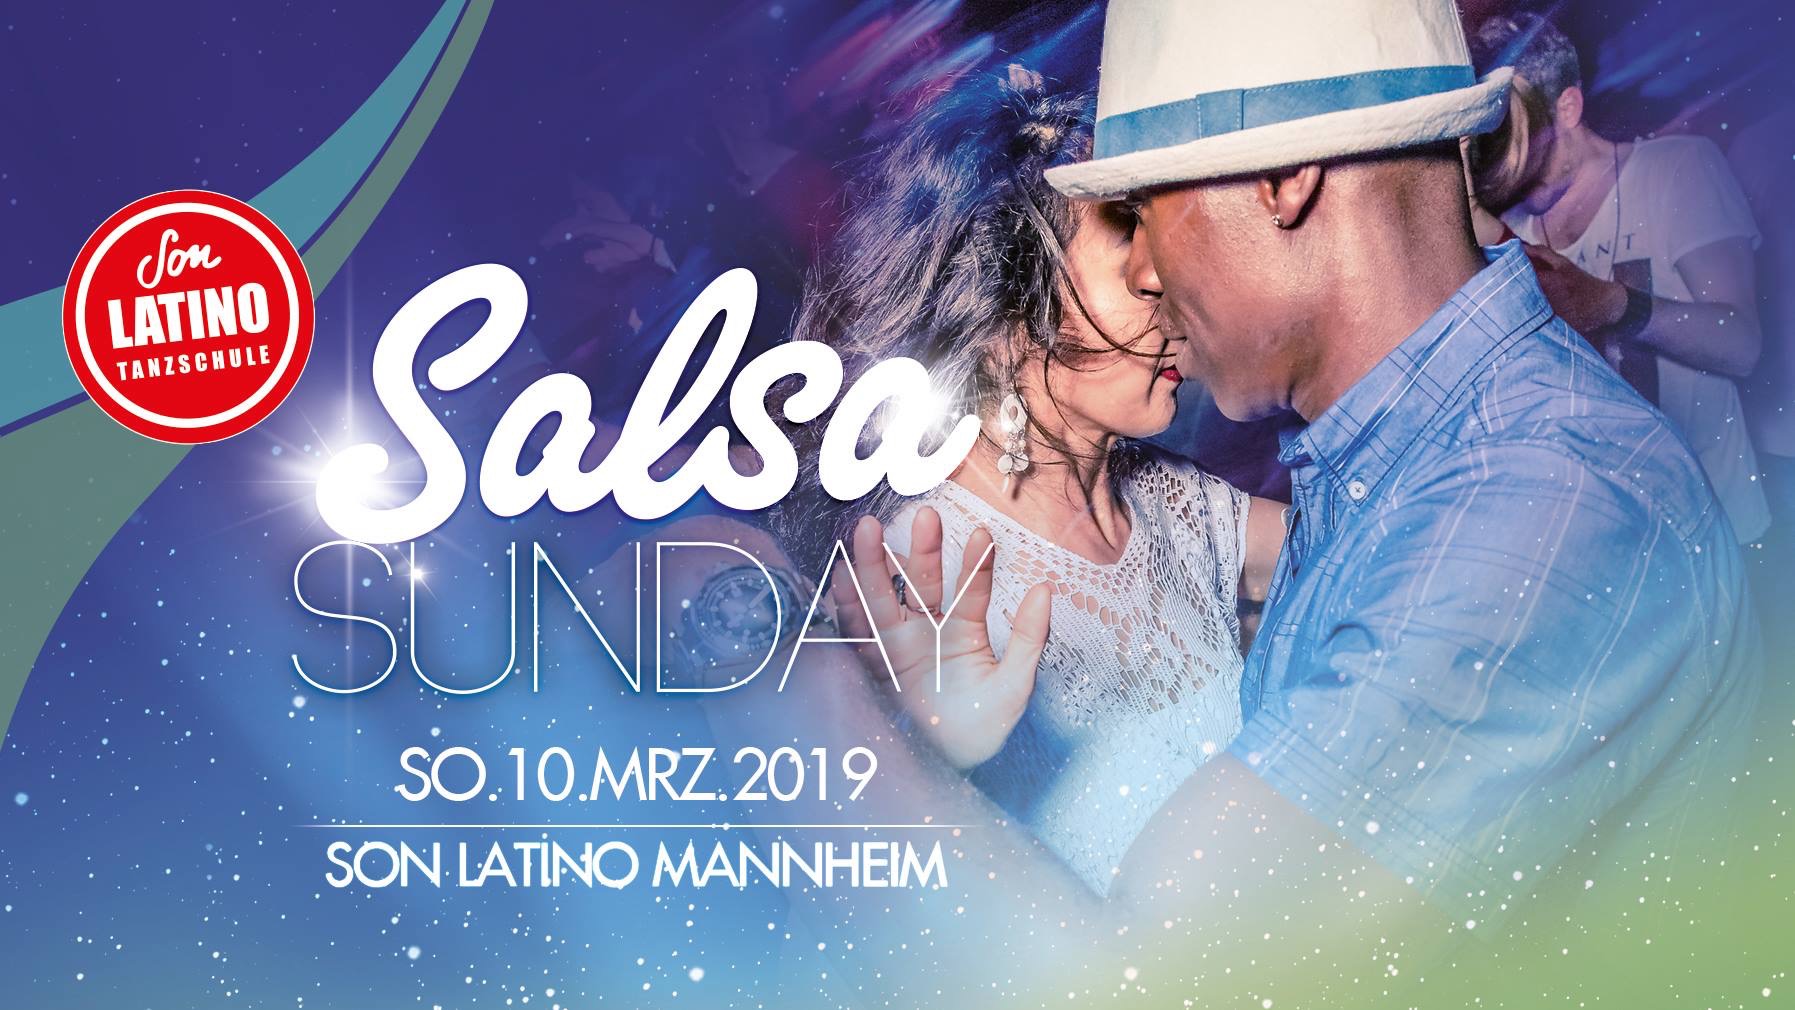 Son
LATINO
TANZSCHULE
Salsa
SUNDAY
SO.10.MRZ.2019
SON LATINO MANNHEIM